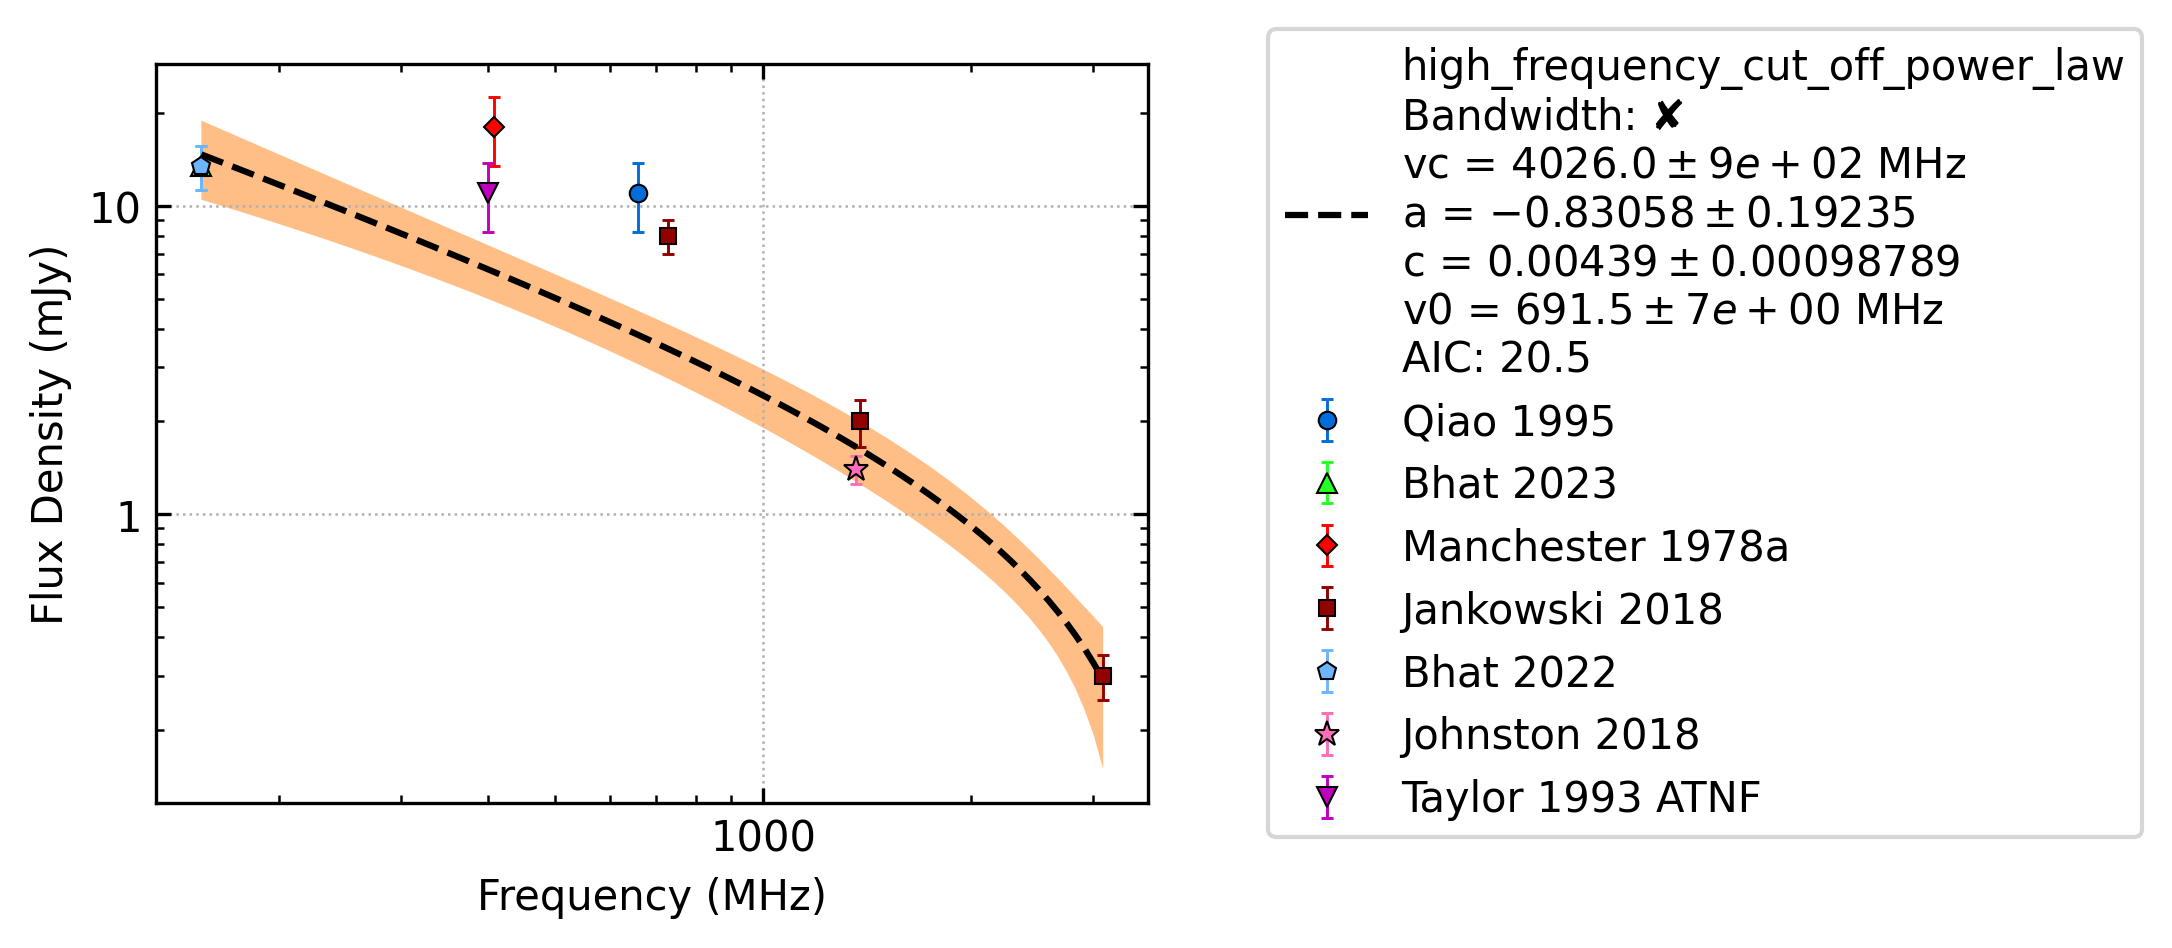 10
1
Flux Density (mJy)
1000
Frequency (MHz)
high_frequency_cut_off_power_law
Bandwidth: ✘
vc = 4026.0 ± 9e + 02 MHz
a = −0.83058 ± 0.19235
c = 0.00439 ± 0.00098789
v0 = 691.5 ± 7e + 00 MHz
AIC: 20.5
Qiao 1995
Bhat 2023
Manchester 1978a
Jankowski 2018
Bhat 2022
Johnston 2018
Taylor 1993 ATNF